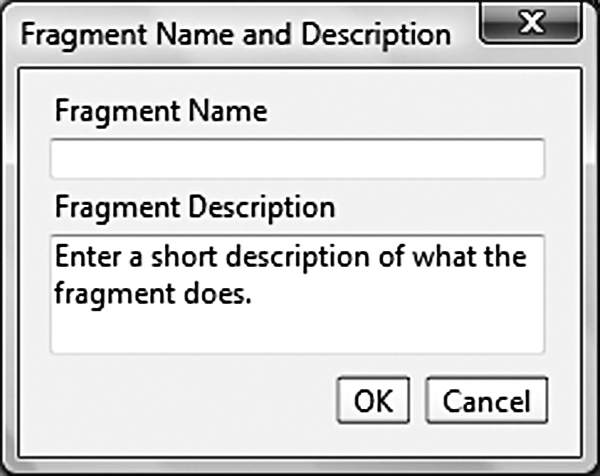 Fragment Name and Description
Fragment Name
Fragment Description
Enter a short description of what the
fragment does.
OK
Cancel